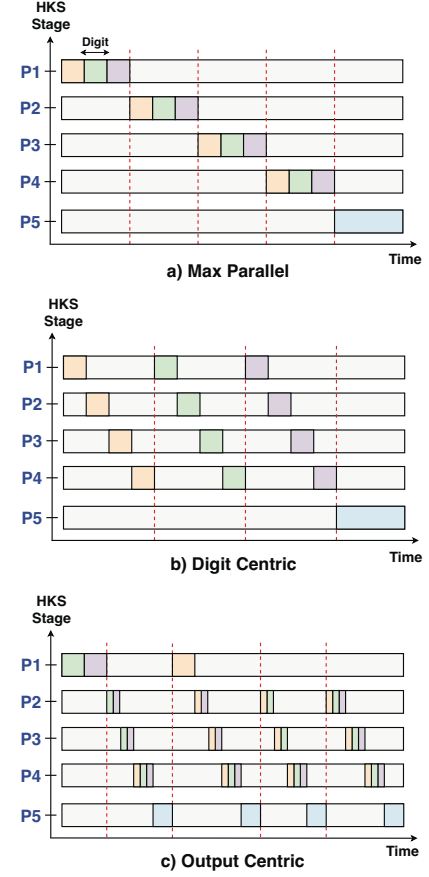 HKS
Stage
Digit
P1
P2
P3
P4
P5
Time
a) Max Parallel
HKS
Stage
P1
P2
P3
P4
P5
Time
b) Digit Centric
HKS
Stage
P1
P2
P3
P4
P5
Time
c) Output Centric